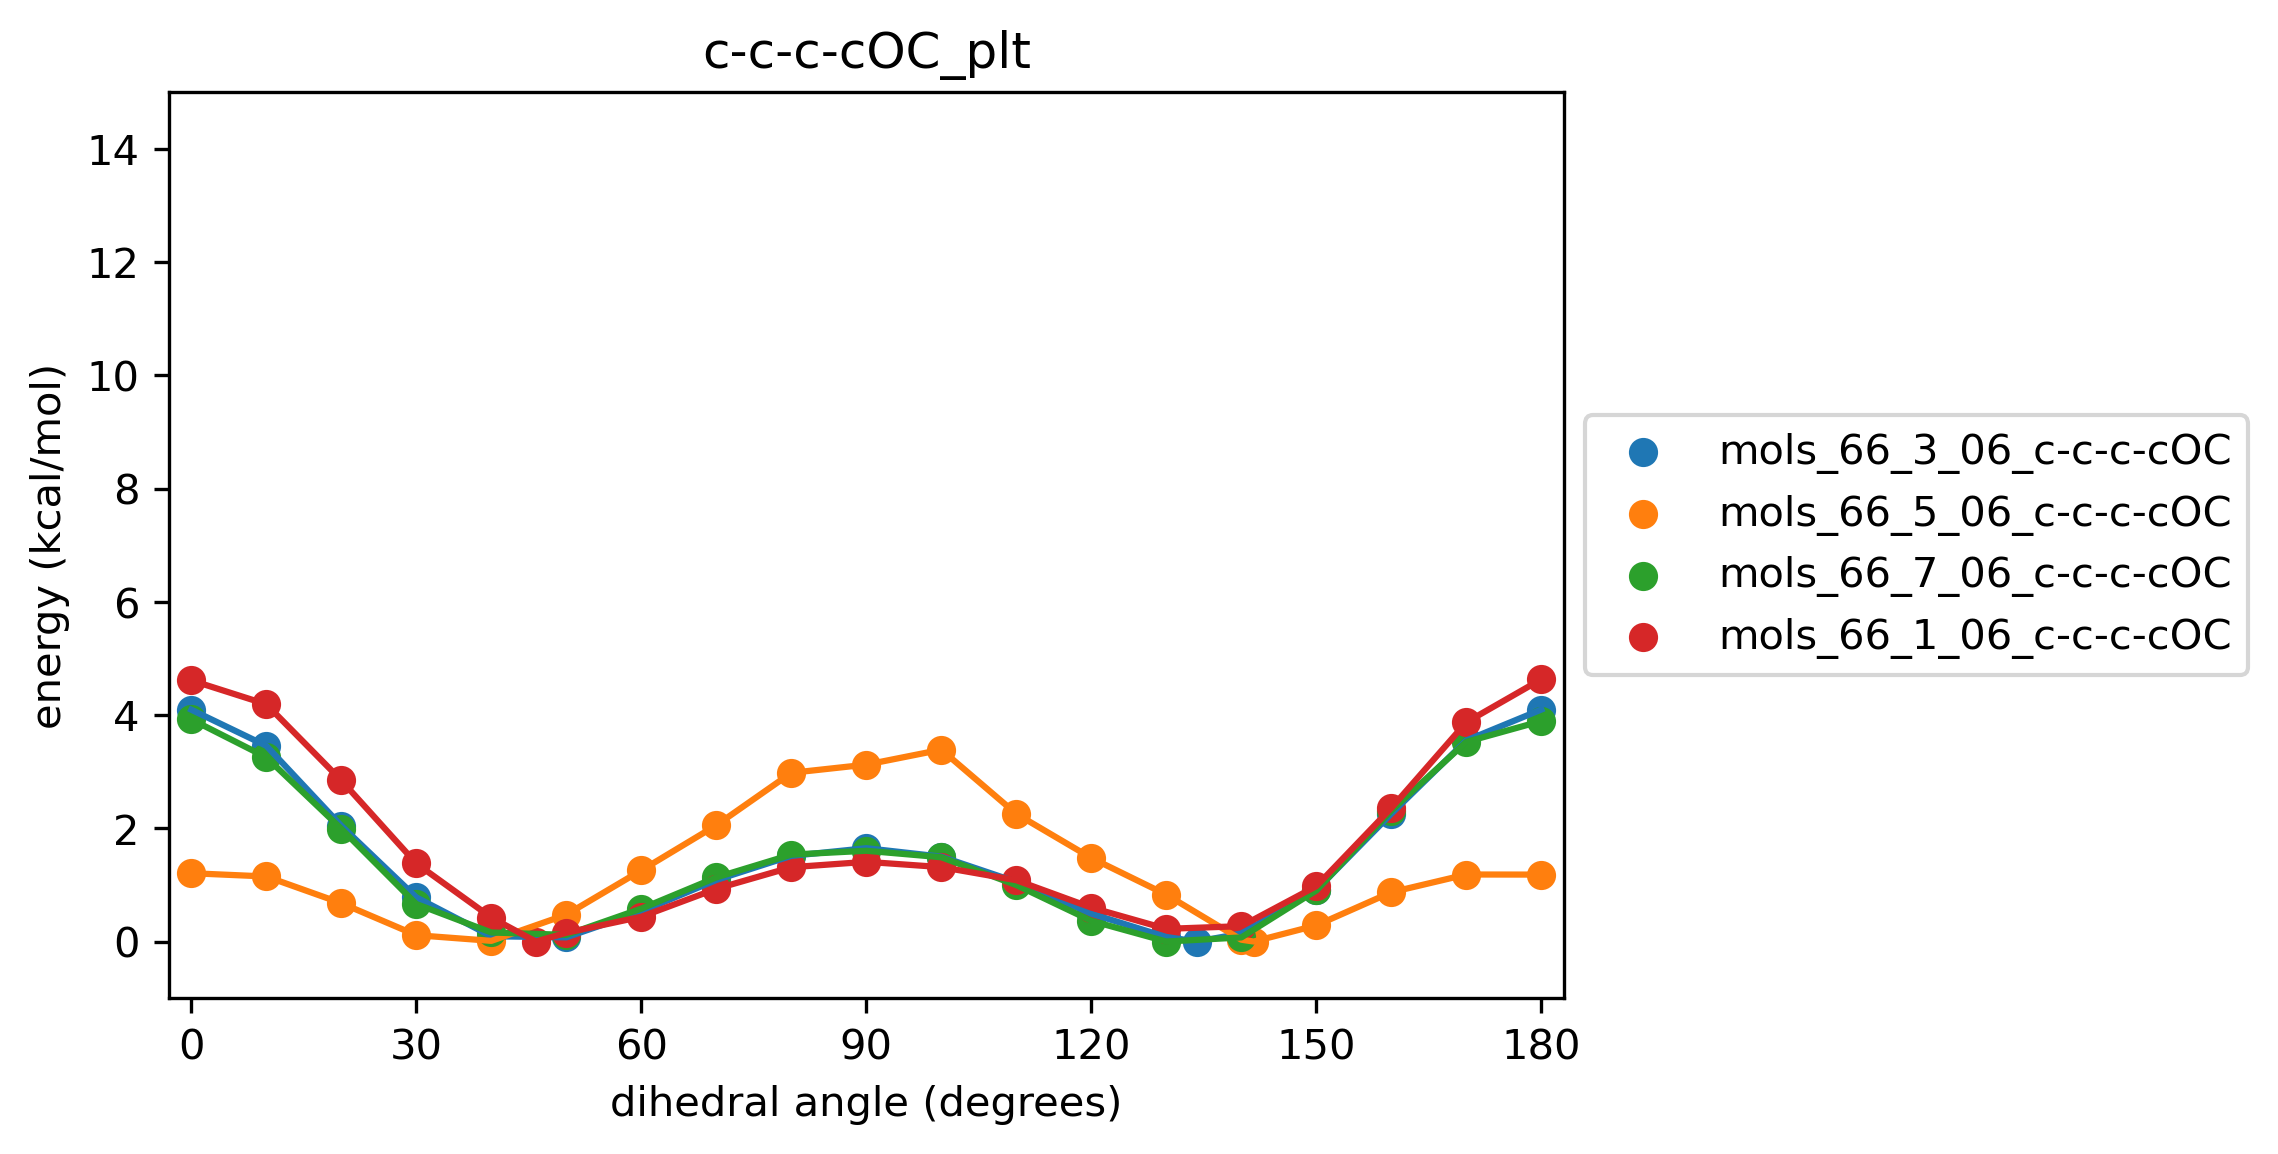 c-c-c-cOC_plt
14
12
10
8
6
4
2
0
energy (kcal/mol)
0 30 60 90 120 150 180
dihedral angle (degrees)
mols_66_3_06_c-c-c-cOC
mols_66_5_06_c-c-c-cOC
mols_66_7_06_c-c-c-cOC
mols_66_1_06_c-c-c-cOC